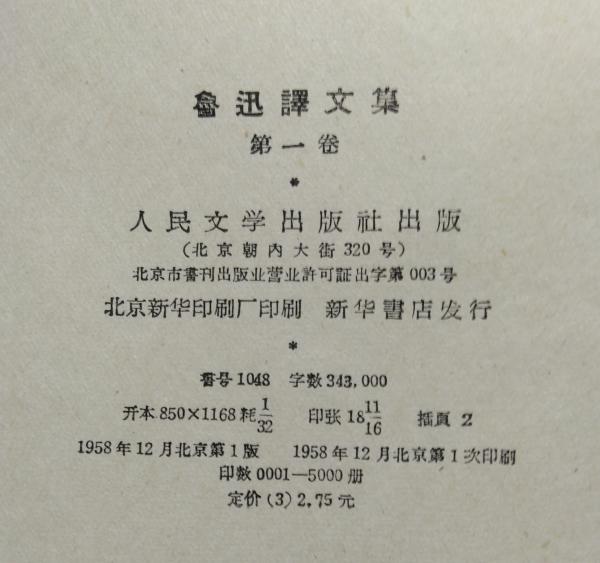 魯迅譯文集
第一卷
*
人民文学出版社出版
(北京朝內大街320号)
北京市書刊出版业营业許可証出字第003号
北京新华印刷厂印刷 新华書店发行
*
書号1048 字数343,000
开本850×1168耗1/32 印张18 11/16 插頁2
1958年12月北京第1版 1958年12月北京第1次印刷
印数0001—5000册
定价(3)2.75元